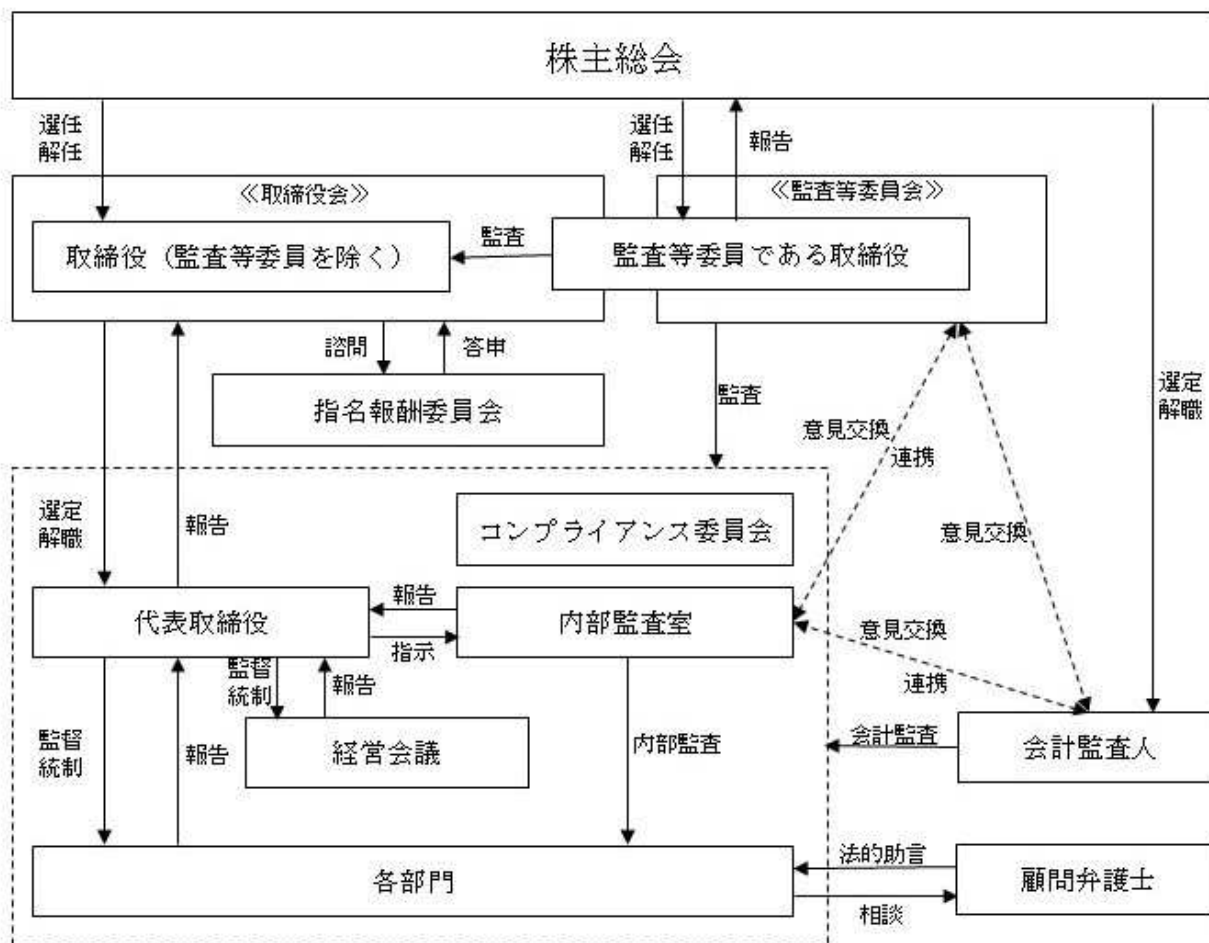 株主総会
選任
解任
選任
解任
報告
≪取締役会≫
≪監査等委員会≫
取締役（監査等委員を除く）
監査
監査等委員である取締役
諮問
答申
監査
選定
解職
指名報酬委員会
意見交換
連携
選定
解職
報告
コンプライアンス委員会
意見交換
代表取締役
報告
指示
内部監査室
意見交換
連携
監督
統制
報告
監督
統制
報告
経営会議
内部監査
会計監査
会計監査人
各部門
法的助言
相談
顧問弁護士